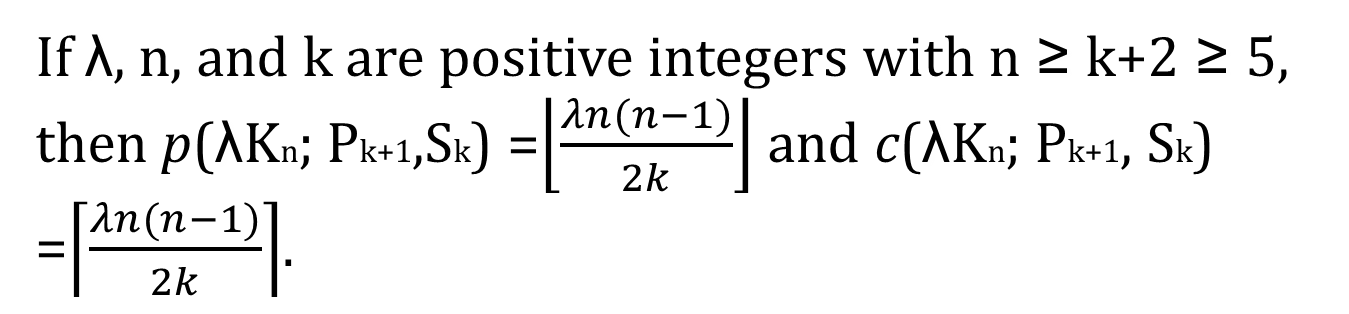 If λ, n, and k are positive integers with n ≥ k+2 ≥ 5,
then p(λKn; Pk+1,Sk) =⌊λn(n−1)/2k⌋ and c(λKn; Pk+1, Sk)
=⌈λn(n−1)/2k⌉.